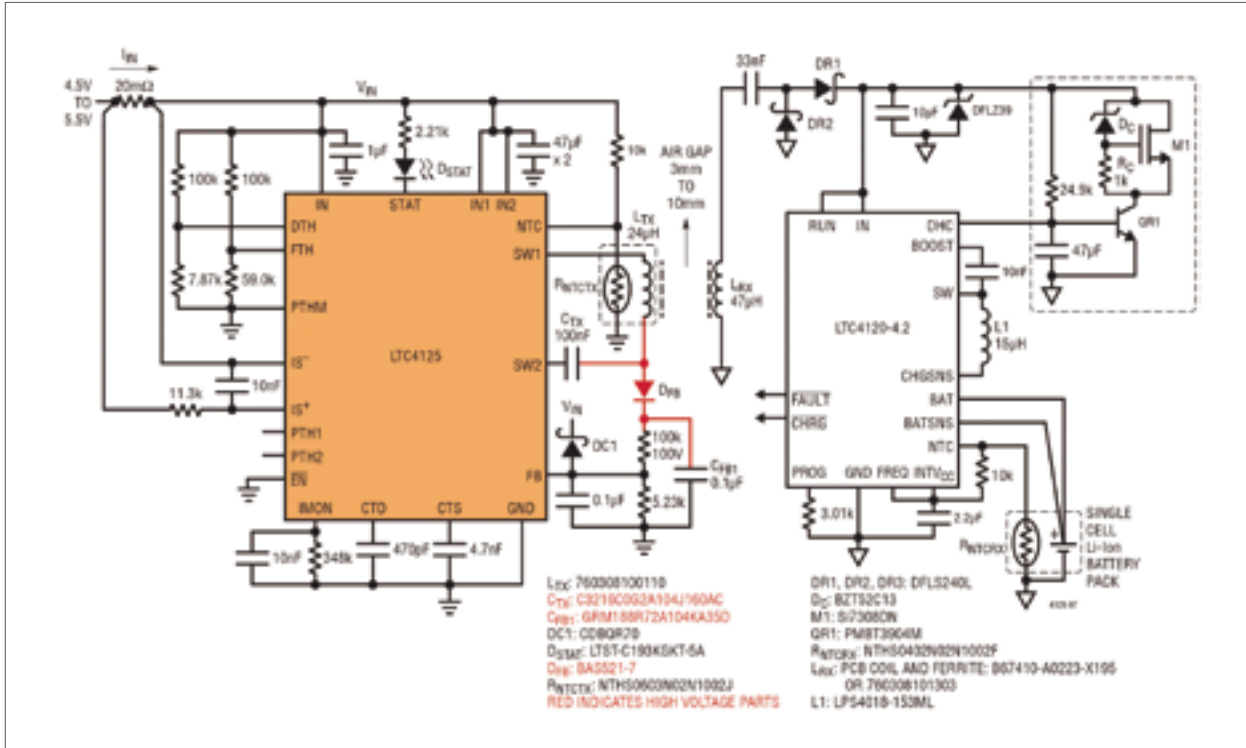 IIN
4.5V
TO
5.5V
20mΩ
VIN
2.21k
DSTAT
1µF
47µF
x 2
10k
100k
100k
7.87k
59.0k
11.3k
10nF
IN
STAT
IN1 IN2
DTH
FTH
PTHM
IS−
IS+
PTH1
PTH2
EN
IMON
CTD
CTS
GND
NTC
SW1
SW2
FB
LTC4125
RNTCTX
LTX
24µH
CTX
100nF
DFB
VIN
DC1
0.1µF
100k
100V
5.23k
CFB1
0.1µF
10nF
348k
470pF
4.7nF
AIR GAP
3mm
TO
10mm
LRX
47µH
33nF
DR1
DR2
10µF
DFLZ39
24.9k
47µF
DC
RC
1k
M1
QR1
RUN
IN
DHC
BOOST
SW
CHGSNS
BAT
BATSNS
NTC
LTC4120-4.2
FAULT
CHRG
PROG
GND
FREQ
INTVCC
10nF
L1
15µH
3.01k
2.2µF
10k
RNTCRX
SINGLE
CELL
Li-Ion
BATTERY
PACK
+
LTX: 760308100110
CTX: C3216C0G2A104J160AC
CFB1: GRM188R72A104KA35D
DC1: CDBQR70
DSTAT: LTST-C193KGKT-5A
DFB: BAS521-7
RNTCTX: NTHS0603N02N1002J
RED INDICATES HIGH VOLTAGE PARTS
DR1, DR2, DR3: DFLS240L
DC: BZT52C13
M1: Si7308DN
QR1: PMBT3904M
RNTCRX: NTHS0402N02N1002F
LRX: PCB COIL AND FERRITE: B67410-A0223-X195
OR 760308101303
L1: LPS4018-153ML